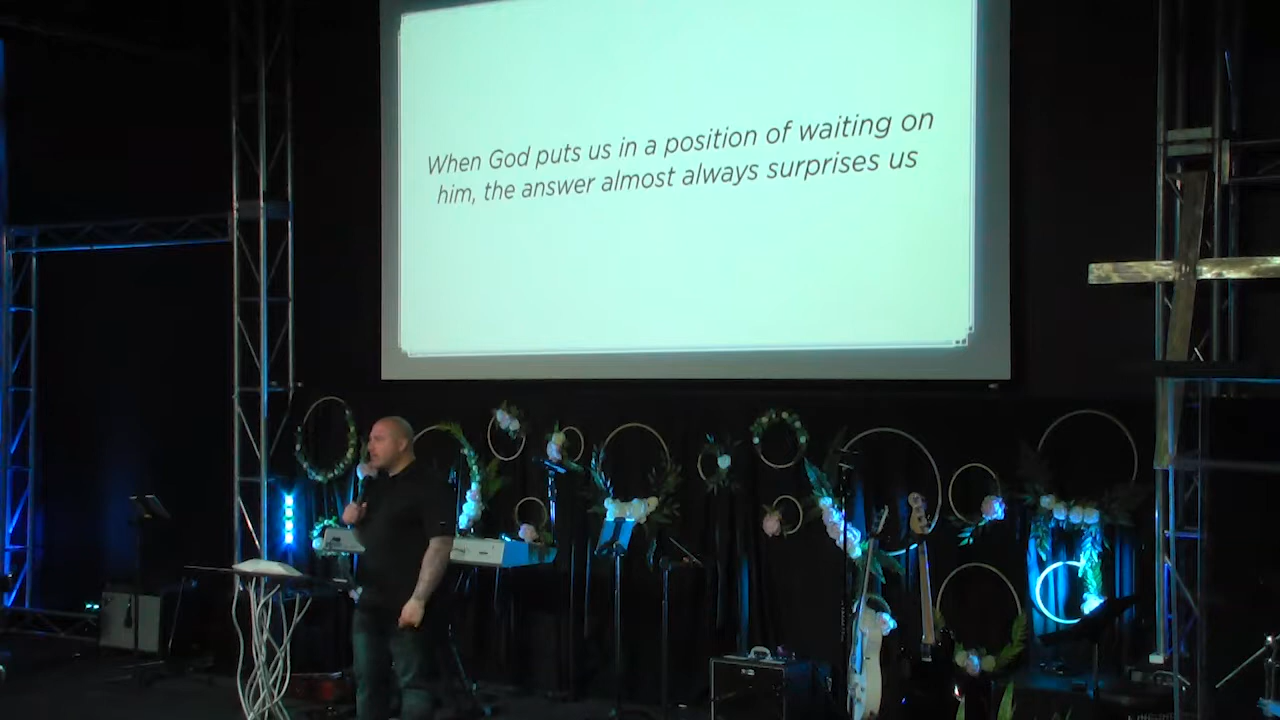 When God puts us in a position of waiting on
him, the answer almost always surprises us